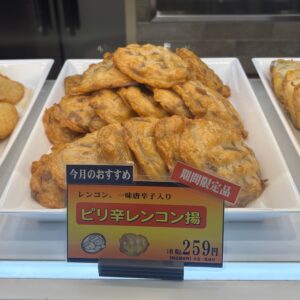 今月のおすすめ
期間限定品
レンコン、一味唐辛子入り
ピリ辛レンコン揚
259円